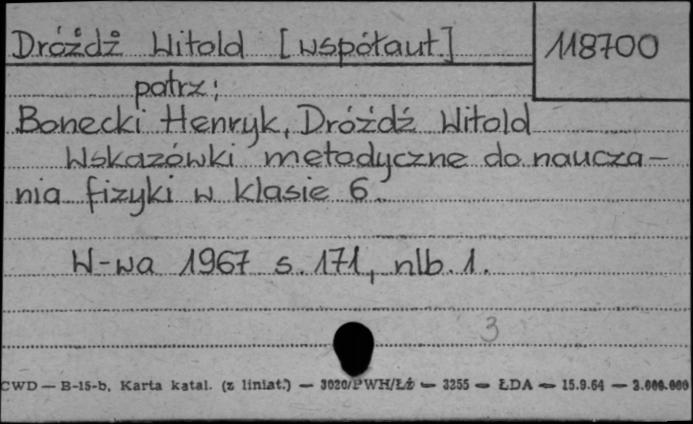 Dróżdż Witold [współaut.]
118700
patrz:
Bonecki Henryk, Dróżdż Witold
Wskazówki metodyczne do naucza-
nia fizyki w klasie 6.
W-wa 1967 s. 171, nlb. 1.
3
CWD — B-15-b, Karta katal. (z liniat.) — 3020/PWH/Łż — 3255 — ŁDA — 15.9.64 — 3.000.000